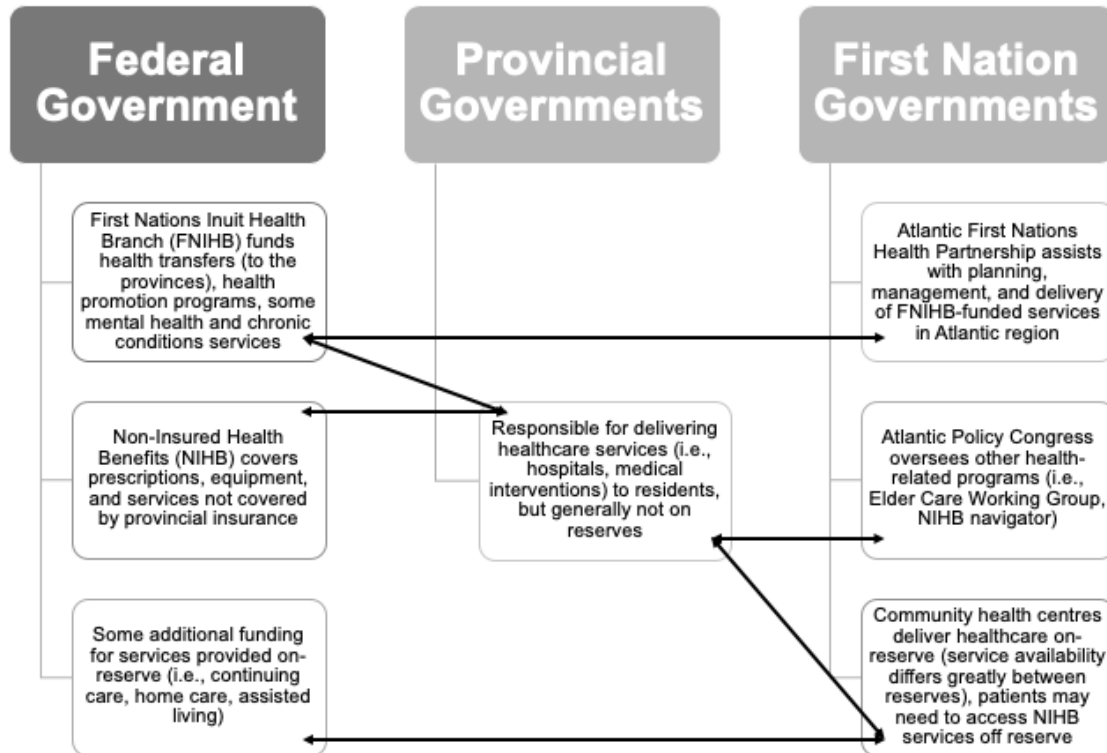 Federal
Government
First Nations Inuit Health
Branch (FNIHB) funds
health transfers (to the
provinces), health
promotion programs, some
mental health and chronic
conditions services
Non-Insured Health
Benefits (NIHB) covers
prescriptions, equipment,
and services not covered
by provincial insurance
Some additional funding
for services provided on-
reserve (i.e., continuing
care, home care, assisted
living)
Provincial
Governments
Responsible for delivering
healthcare services (i.e.,
hospitals, medical
interventions) to residents,
but generally not on
reserves
First Nation
Governments
Atlantic First Nations
Health Partnership assists
with planning,
management, and delivery
of FNIHB-funded services
in Atlantic region
Atlantic Policy Congress
oversees other health-
related programs (i.e.,
Elder Care Working Group,
NIHB navigator)
Community health centres
deliver healthcare on-
reserve (service availability
differs greatly between
reserves), patients may
need to access NIHB
services off reserve